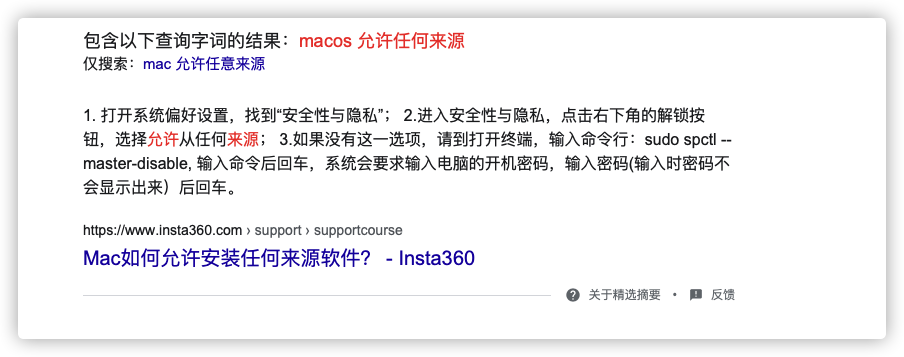 包含以下查询字词的结果：macos 允许任何来源
仅搜索：mac 允许任意来源
1. 打开系统偏好设置，找到“安全性与隐私”； 2.进入安全性与隐私，点击右下角的解锁按
钮，选择允许从任何来源； 3.如果没有这一选项，请到打开终端，输入命令行：sudo spctl --
master-disable, 输入命令后回车，系统会要求输入电脑的开机密码，输入密码(输入时密码不
会显示出来）后回车。
https://www.insta360.com › support › supportcourse
Mac如何允许安装任何来源软件？ - Insta360
关于精选摘要 • 反馈